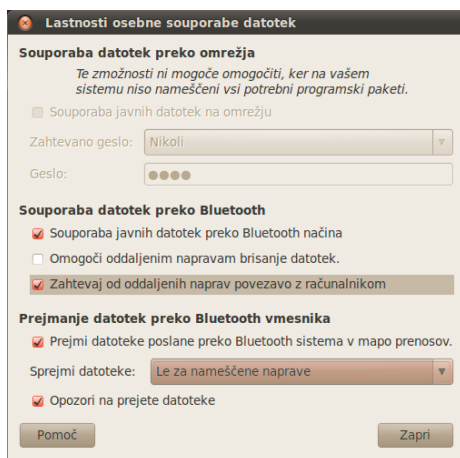 Lastnosti osebne souporabe datotek
Souporaba datotek preko omrežja
Te zmožnosti ni mogoče omogočiti, ker na vašem
sistemu niso nameščeni vsi potrebni programski paketi.
Souporaba javnih datotek na omrežju
Zahtevano geslo: Nikoli
Geslo: ●●●●
Souporaba datotek preko Bluetooth
Souporaba javnih datotek preko Bluetooth načina
Omogoči oddaljenim napravam brisanje datotek.
Zahtevaj od oddaljenih naprav povezavo z računalnikom
Prejmanje datotek preko Bluetooth vmesnika
Prejmi datoteke poslane preko Bluetooth sistema v mapo prenosov.
Sprejmi datoteke: Le za nameščene naprave
Opozori na prejete datoteke
Pomoč Zapri